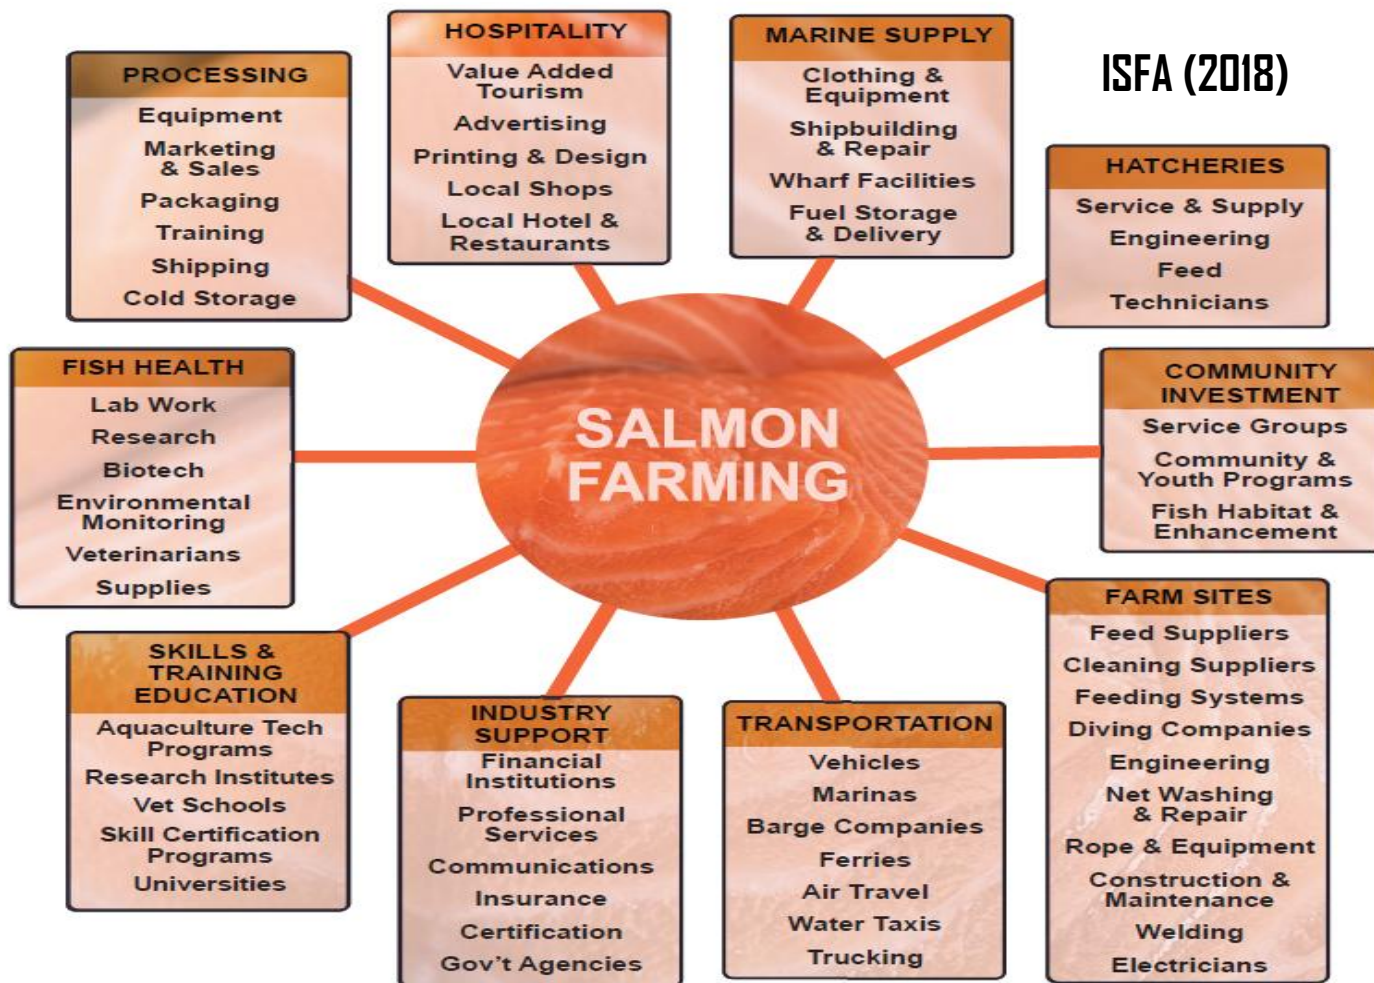 ISFA (2018)
PROCESSING
Equipment
Marketing
& Sales
Packaging
Training
Shipping
Cold Storage
HOSPITALITY
Value Added
Tourism
Advertising
Printing & Design
Local Shops
Local Hotel &
Restaurants
MARINE SUPPLY
Clothing &
Equipment
Shipbuilding
& Repair
Wharf Facilities
Fuel Storage
& Delivery
HATCHERIES
Service & Supply
Engineering
Feed
Technicians
FISH HEALTH
Lab Work
Research
Biotech
Environmental
Monitoring
Veterinarians
Supplies
SALMON
FARMING
COMMUNITY
INVESTMENT
Service Groups
Community &
Youth Programs
Fish Habitat &
Enhancement
SKILLS &
TRAINING
EDUCATION
Aquaculture Tech
Programs
Research Institutes
Vet Schools
Skill Certification
Programs
Universities
INDUSTRY
SUPPORT
Financial
Institutions
Professional
Services
Communications
Insurance
Certification
Gov't Agencies
TRANSPORTATION
Vehicles
Marinas
Barge Companies
Ferries
Air Travel
Water Taxis
Trucking
FARM SITES
Feed Suppliers
Cleaning Suppliers
Feeding Systems
Diving Companies
Engineering
Net Washing
& Repair
Rope & Equipment
Construction &
Maintenance
Welding
Electricians